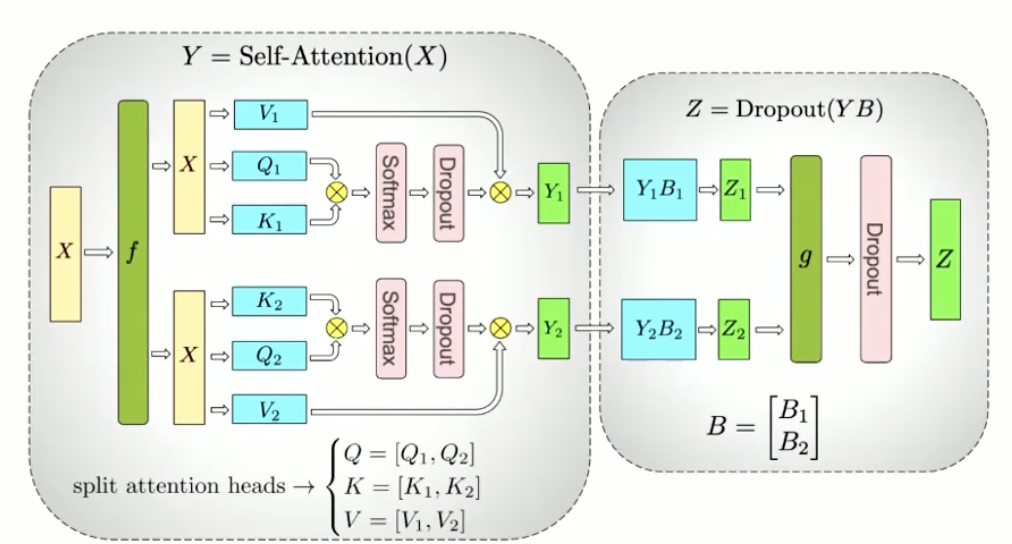 Y = Self-Attention(X)
X
f
X
V₁
Q₁
K₁
Softmax
Dropout
Y₁
X
K₂
Q₂
V₂
Softmax
Dropout
Y₂
split attention heads → { Q = [Q₁, Q₂]
K = [K₁, K₂]
V = [V₁, V₂]
Z = Dropout(YB)
Y₁B₁
Z₁
Y₂B₂
Z₂
g
Dropout
Z
B = [B₁
B₂]